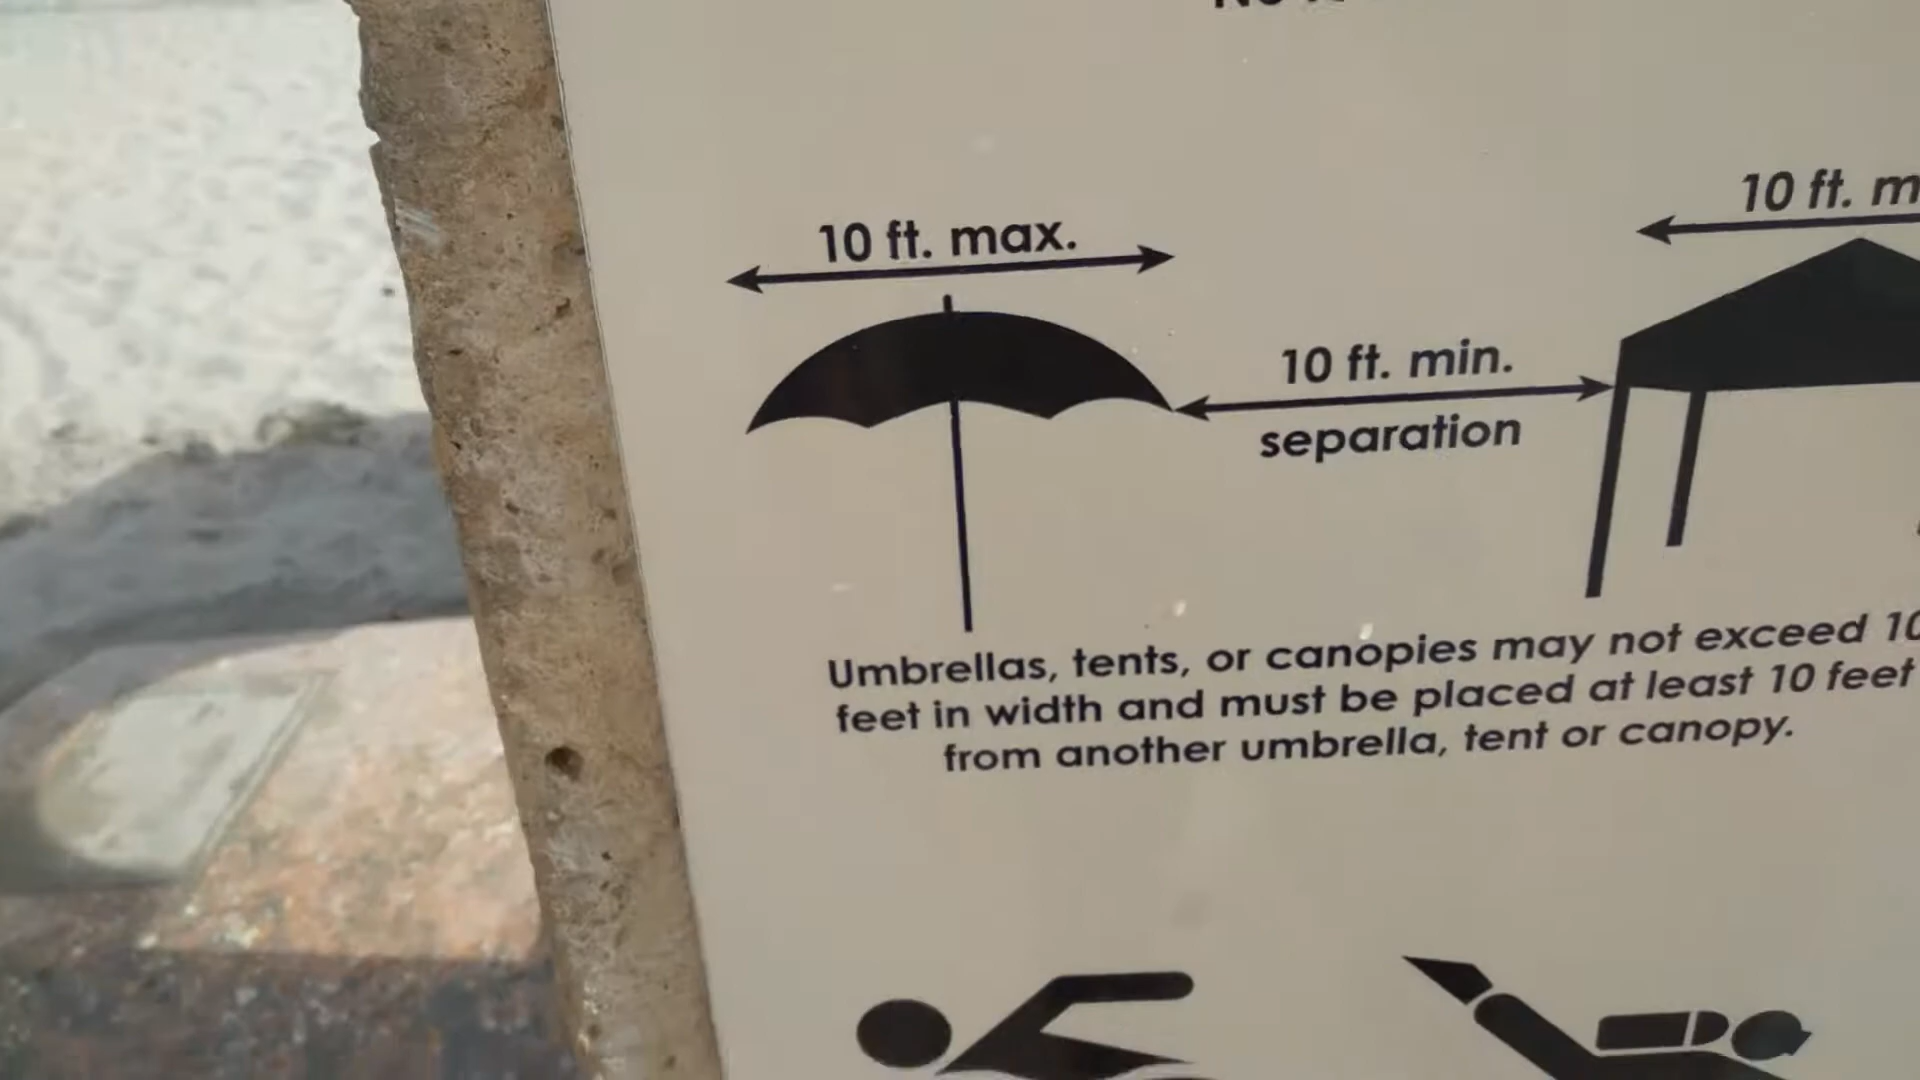 10 ft. max.
10 ft.
10 ft. min.
separation
Umbrellas, tents, or canopies may not exceed 10
feet in width and must be placed at least 10 feet
from another umbrella, tent or canopy.